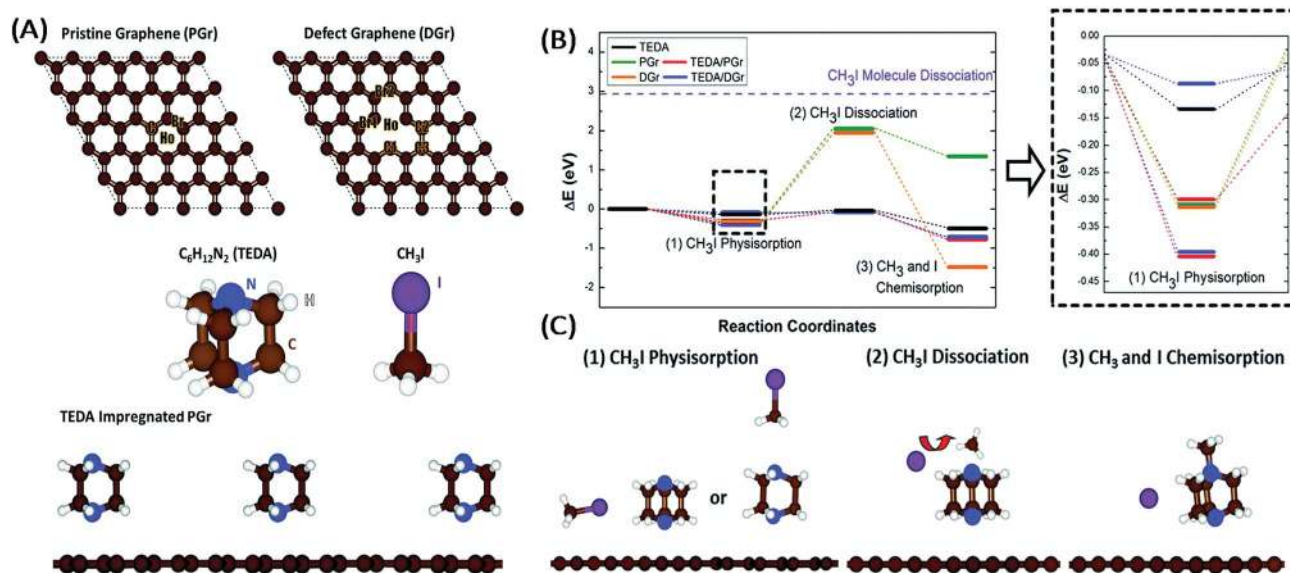 (A)
Pristine Graphene (PGr)
Defect Graphene (DGr)
Br
Ho
Br2
Br1
Ho
C₆H₁₂N₂ (TEDA)
CH₃I
N
H
C
I
TEDA Impregnated PGr
(B)
TEDA
PGr
TEDA/PGr
DGr
TEDA/DGr
CH₃I Molecule Dissociation
(2) CH₃I Dissociation
(1) CH₃I Physisorption
(3) CH₃ and I
Chemisorption
ΔE (eV)
4
3
2
1
0
-1
-2
Reaction Coordinates
ΔE (eV)
0.00
-0.05
-0.10
-0.15
-0.20
-0.25
-0.30
-0.35
-0.40
-0.45
(1) CH₃I Physisorption
(C)
(1) CH₃I Physisorption
(2) CH₃I Dissociation
(3) CH₃ and I Chemisorption
or